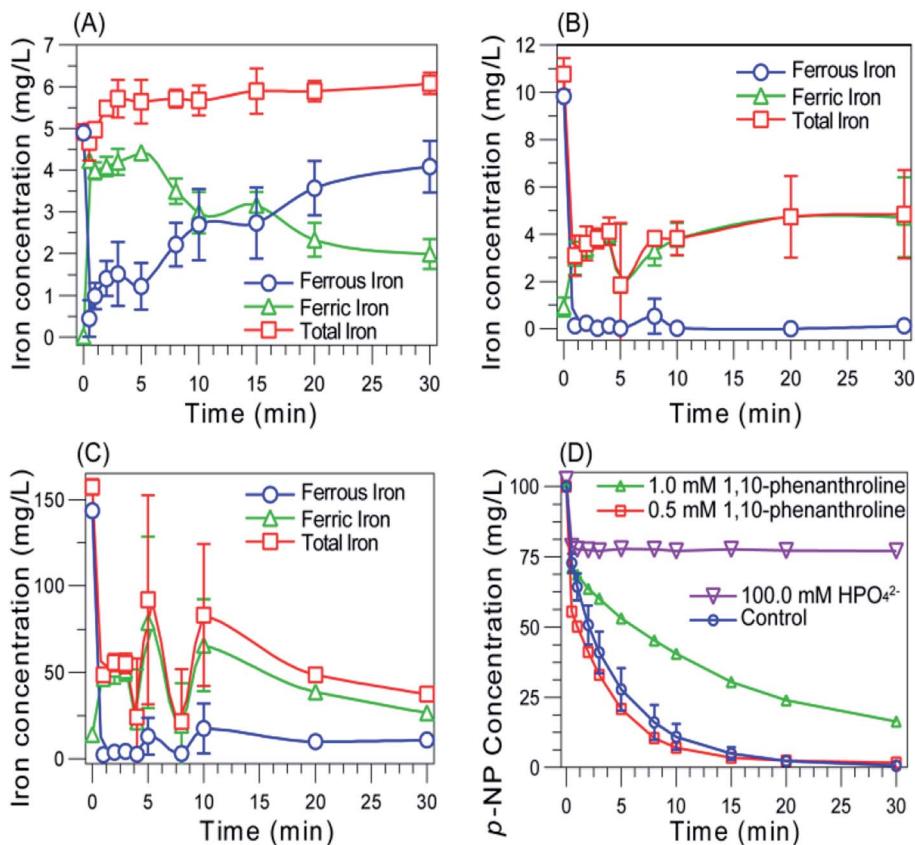 (A)
Iron concentration (mg/L)
7
6
5
4
3
2
1
0
Ferrous Iron
Ferric Iron
Total Iron
0 5 10 15 20 25 30
Time (min)
(B)
Iron concentration (mg/L)
12
10
8
6
4
2
0
Ferrous Iron
Ferric Iron
Total Iron
0 5 10 15 20 25 30
Time (min)
(C)
Iron concentration (mg/L)
150
100
50
0
Ferrous Iron
Ferric Iron
Total Iron
0 5 10 15 20 25 30
Time (min)
(D)
p-NP Concentration (mg/L)
100
75
50
25
0
1.0 mM 1,10-phenanthroline
0.5 mM 1,10-phenanthroline
100.0 mM HPO₄²⁻
Control
0 5 10 15 20 25 30
Time (min)